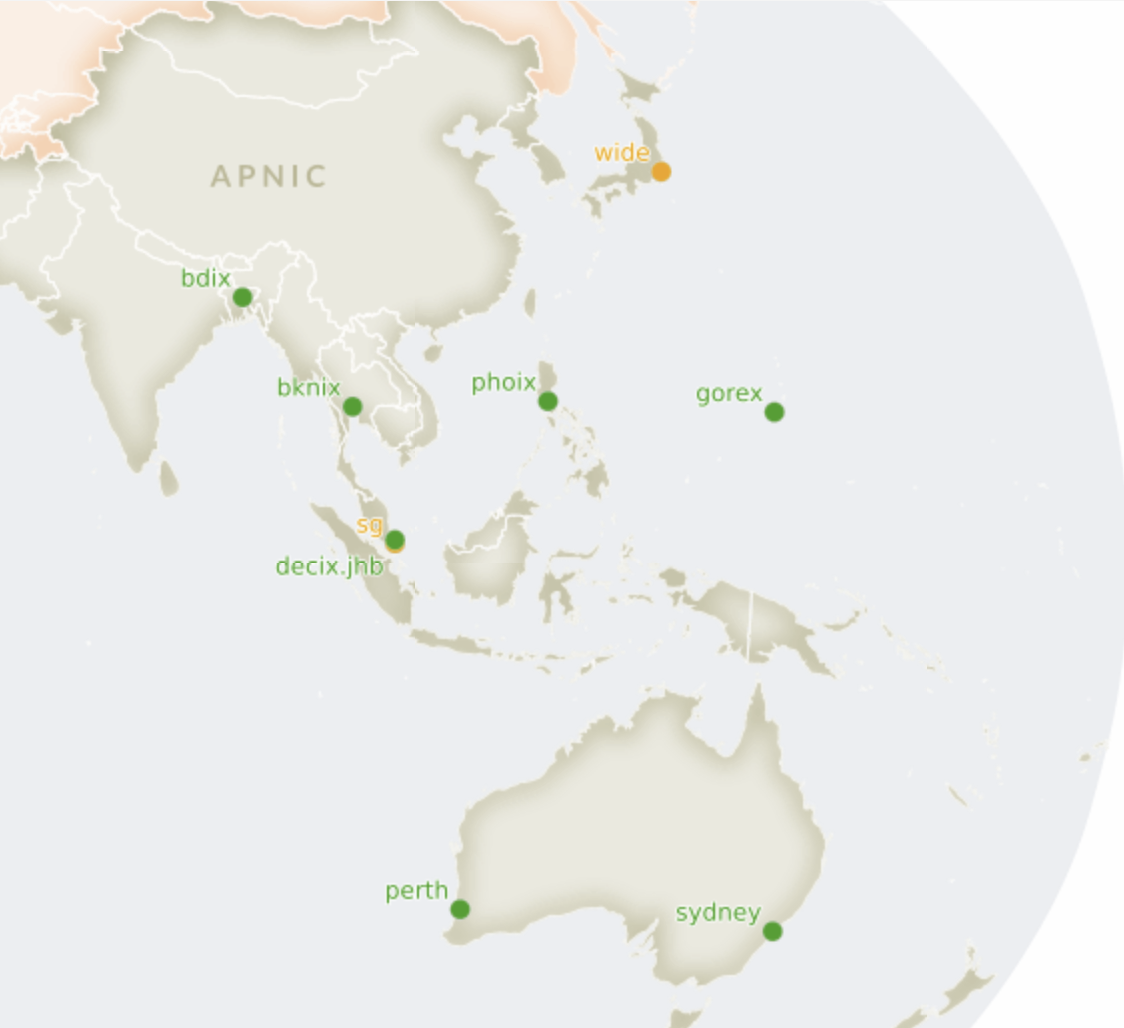 wide
APNIC
bdix
phoix
bknix
gorex
sg
decix.jhb
perth
sydney